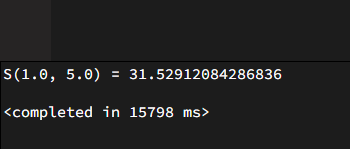 S(1.0, 5.0) = 31.52912084286836
<completed in 15798 ms>